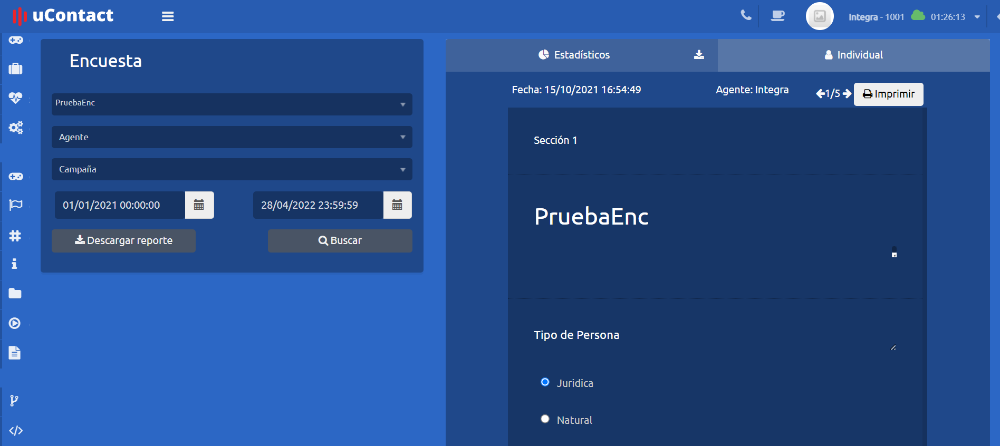 uContact
Integra - 1001 01:26:13
Encuesta
PruebaEnc
Agente
Campaña
01/01/2021 00:00:00
28/04/2022 23:59:59
Descargar reporte
Buscar
Estadísticos
Individual
Fecha: 15/10/2021 16:54:49
Agente: Integra
1/5
Imprimir
Sección 1
PruebaEnc
Tipo de Persona
Juridica
Natural